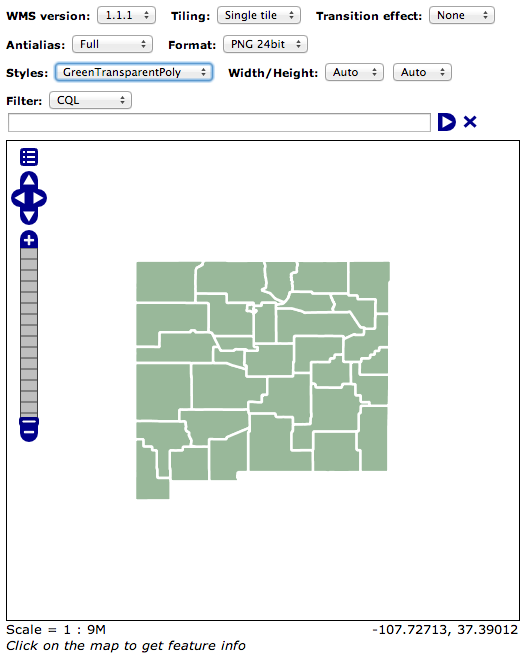 WMS version: 1.1.1 Tiling: Single tile Transition effect: None
Antialias: Full Format: PNG 24bit
Styles: GreenTransparentPoly Width/Height: Auto Auto
Filter: CQL
Scale = 1 : 9M -107.72713, 37.39012
Click on the map to get feature info